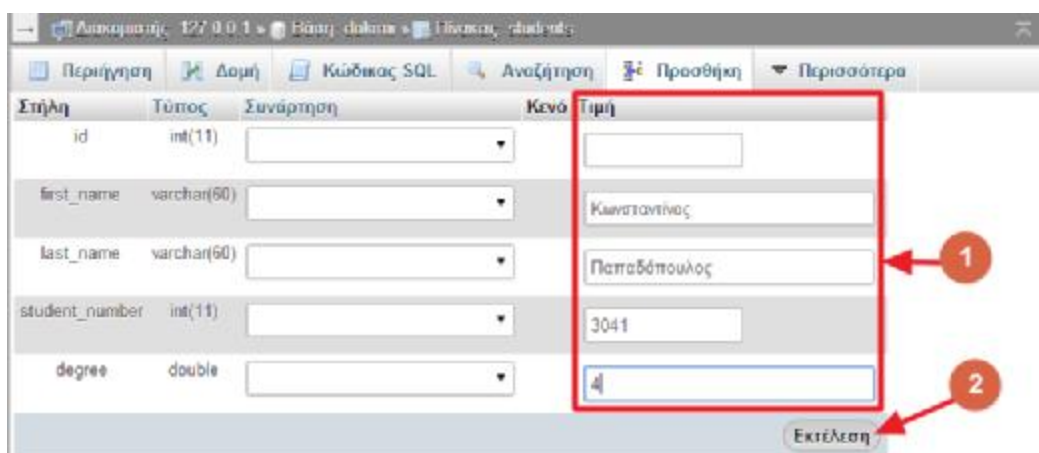 Διακομιστής: 127.0.0.1 » Βάση: » Πίνακας: students
Περιήγηση Δομή Κώδικας SQL Αναζήτηση Προσθήκη Περισσότερα
Στήλη Τύπος Συνάρτηση Κενό Τιμή
id int(11)
first_name varchar(60) Κωνσταντίνος
last_name varchar(60) Παπαδόπουλος
1
student_number int(11) 3041
degree double 4
2
Εκτέλεση